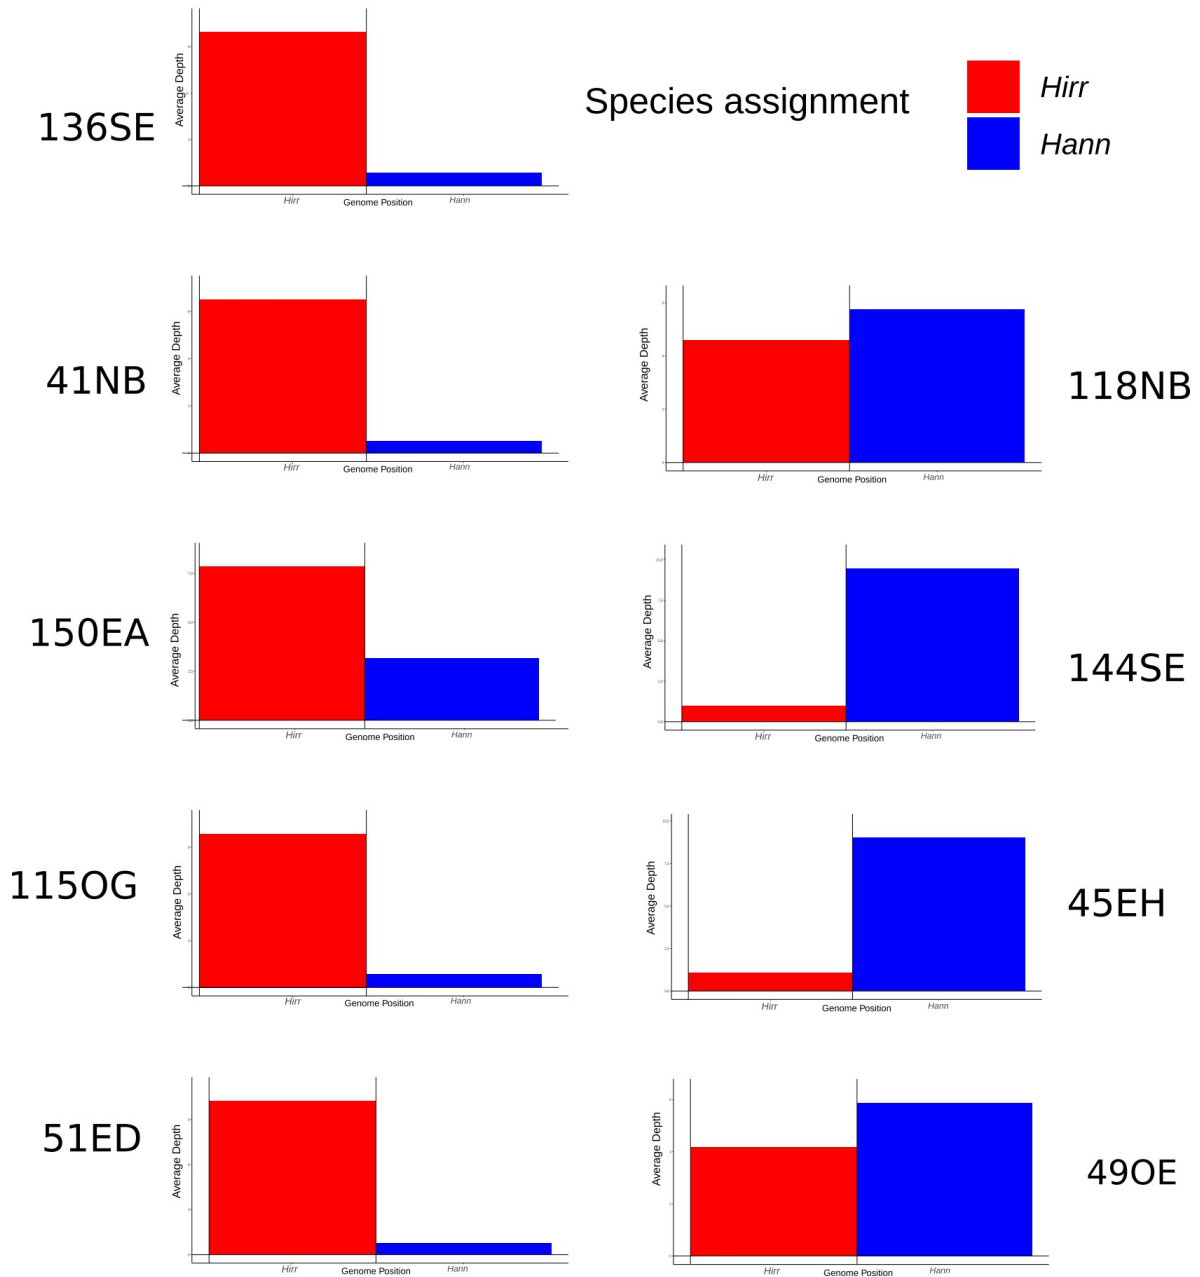 136SE
Average Depth
Hirr
Genome Position
Hann
Species assignment
Hirr
Hann
41NB
Average Depth
Hirr
Genome Position
Hann
118NB
Average Depth
Hirr
Genome Position
Hann
150EA
Average Depth
Hirr
Genome Position
Hann
144SE
Average Depth
Hirr
Genome Position
Hann
115OG
Average Depth
Hirr
Genome Position
Hann
45EH
Average Depth
Hirr
Genome Position
Hann
51ED
Average Depth
Hirr
Genome Position
Hann
49OE
Average Depth
Hirr
Genome Position
Hann